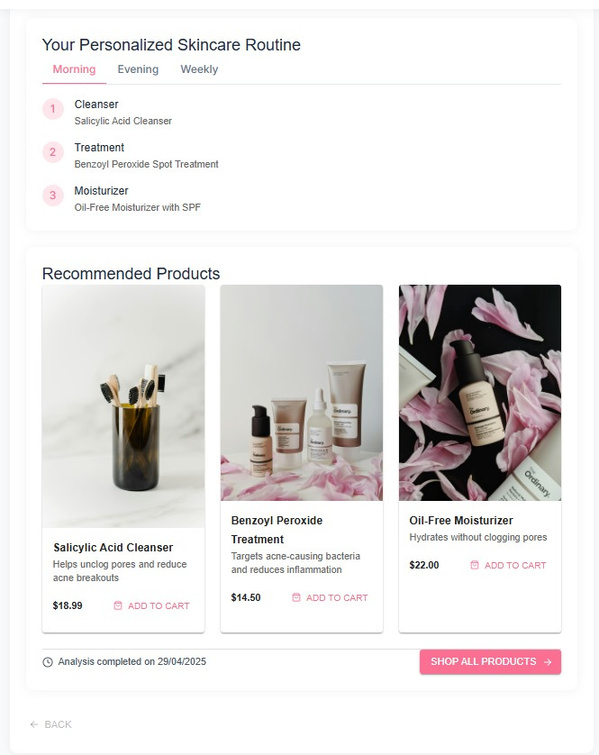 Your Personalized Skincare Routine
Morning Evening Weekly
1 Cleanser
Salicylic Acid Cleanser
2 Treatment
Benzoyl Peroxide Spot Treatment
3 Moisturizer
Oil-Free Moisturizer with SPF
Recommended Products
Ordinary.
Ordinary.
Ordinary.
Salicylic Acid Cleanser
Helps unclog pores and reduce
acne breakouts
$18.99 ADD TO CART
Benzoyl Peroxide
Treatment
Targets acne-causing bacteria
and reduces inflammation
$14.50 ADD TO CART
Oil-Free Moisturizer
Hydrates without clogging pores
$22.00 ADD TO CART
Analysis completed on 29/04/2025
SHOP ALL PRODUCTS →
← BACK